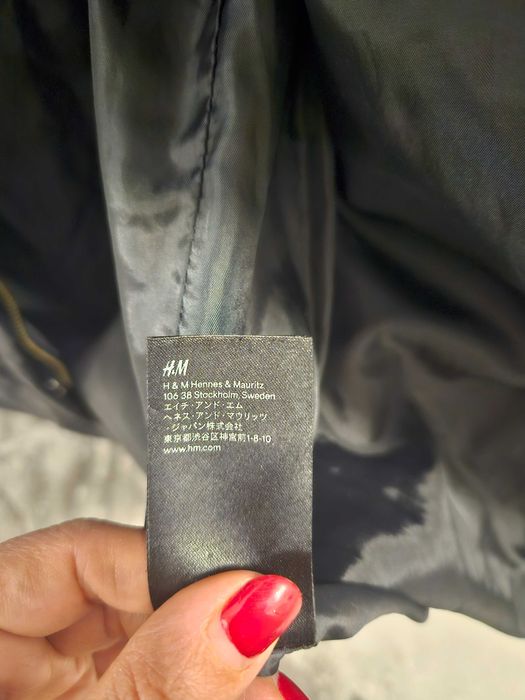 H&M
H & M Hennes & Mauritz
106 38 Stockholm, Sweden
エイチ・アンド・エム
ヘネス・アンド・マウリッツ
・ジャパン株式会社
東京都渋谷区神宮前1-8-10
www.hm.com